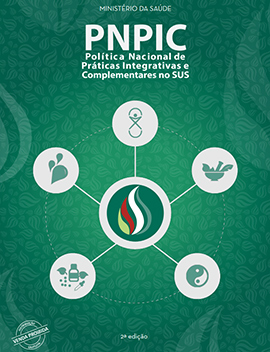 MINISTÉRIO DA SAÚDE
PNPIC
Política Nacional de
Práticas Integrativas e
Complementares no SUS
VENDA PROIBIDA
2ª edição